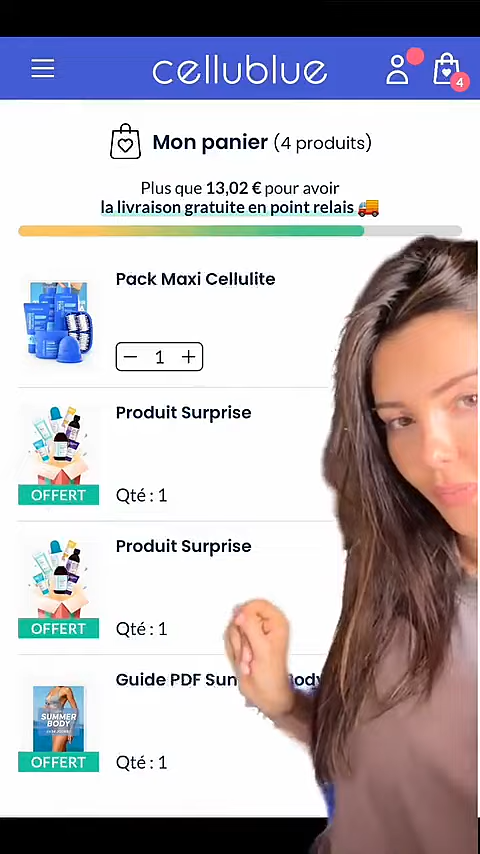 cellublue
4
Mon panier (4 produits)
Plus que 13,02 € pour avoir
la livraison gratuite en point relais
Pack Maxi Cellulite
1
Produit Surprise
OFFERT
Qté : 1
Produit Surprise
OFFERT
Qté : 1
Guide PDF
SUMMER
BODY
OFFERT
Qté : 1